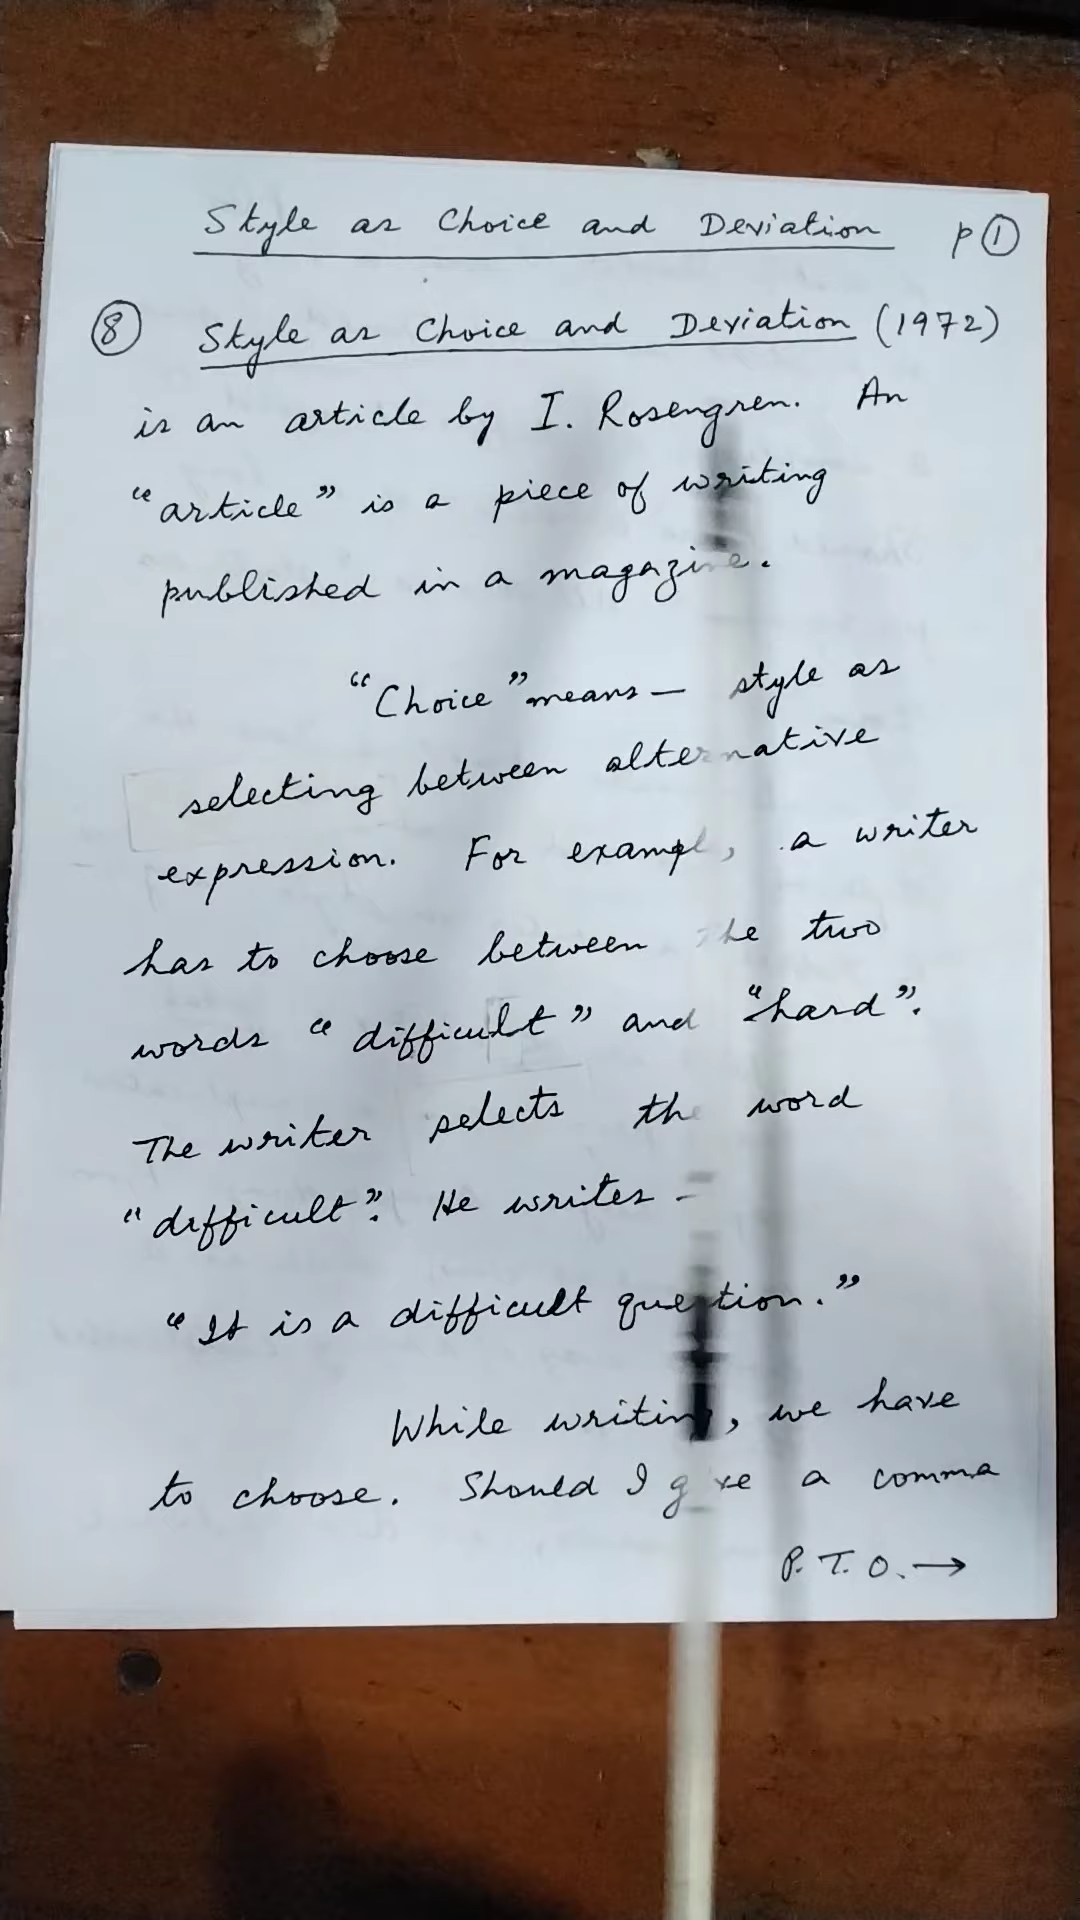 Style as Choice and Deviation p ①
⑧ Style as Choice and Deviation (1972)
is an article by I. Rosengren. An
"article" is a piece of writing
published in a magazine.
"Choice" means — style as
selecting between alternative
expression. For exampl, a writer
has to choose between the two
words "difficult" and "hard".
The writer selects the word
"difficult". He writes -
"It is a difficult question."
While writing, we have
to choose. Should I give a comma
P. T. O. →